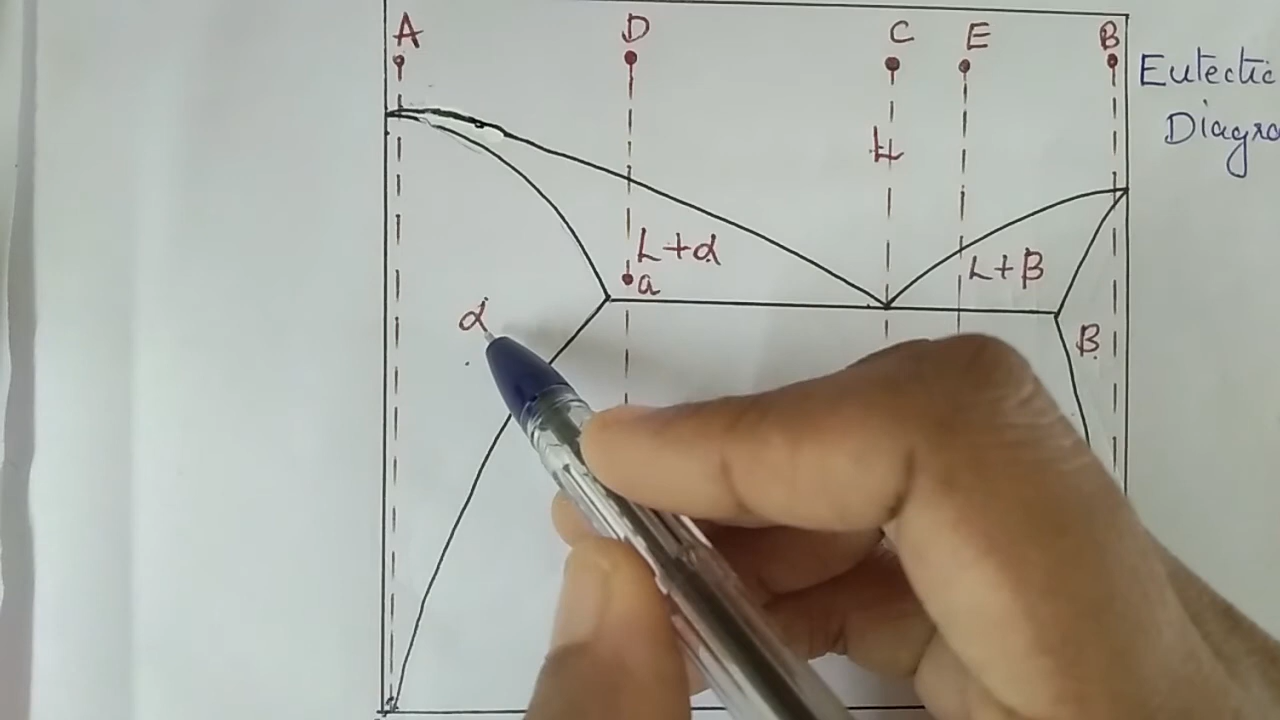 A D C E B
Eutectic
Diagra
L
L+α
a
L+β
α
β